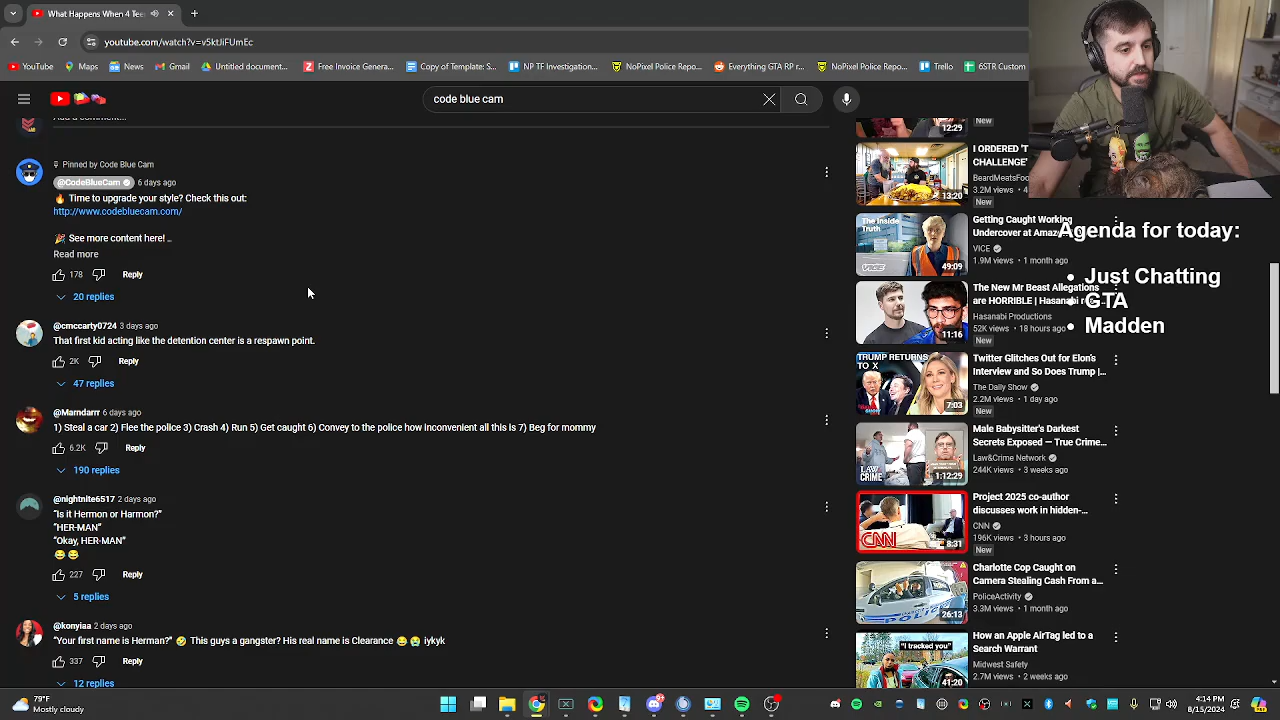 What Happens When 4 Tee
youtube.com/watch?v=v5ktJiFUmEc
YouTube
Maps
News
Gmail
Untitled document...
Free Invoice Genera...
Copy of Template: S...
NP TF Investigation...
NoPixel Police Repo...
Everything GTA RP r...
NoPixel Police Repo...
Trello
6STR Custom
code blue cam
Add a comment...
Pinned by Code Blue Cam
@CodeBlueCam 6 days ago
🔥 Time to upgrade your style? Check this out:
http://www.codebluecam.com/
🎉 See more content here!
Read more
178 Reply
20 replies
@cmccarty0724 3 days ago
That first kid acting like the detention center is a respawn point.
2K Reply
47 replies
@Marndarrr 6 days ago
1) Steal a car 2) Flee the police 3) Crash 4) Run 5) Get caught 6) Convey to the police how inconvenient all this is 7) Beg for mommy
6.2K Reply
190 replies
@nightnite6517 2 days ago
“Is it Hermon or Harmon?”
“HER-MAN”
“Okay, HER-MAN”
😂😂
227 Reply
5 replies
@konyiaa 2 days ago
“Your first name is Herman?” 🤣 This guys a gangster? His real name is Clearance 😂😭 iykyk
337 Reply
12 replies
12:29
New
I ORDERED 'T
CHALLENGE'
BeardMeatsFoo
3.2M views
New
13:20
The Inside
Truth
VICE
49:09
Getting Caught Working
Undercover at Amaz
VICE
1.9M views • 1 month ago
11:16
The New Mr Beast Allegations
are HORRIBLE | Hasanabi r
Hasanabi Productions
52K views • 18 hours ago
New
TRUMP RETURNS
TO X
7:03
Twitter Glitches Out for Elon’s
Interview and So Does Trump |...
The Daily Show
2.2M views • 1 day ago
New
LAW&
CRIME
1:12:29
Male Babysitter's Darkest
Secrets Exposed — True Crime...
Law&Crime Network
244K views • 3 weeks ago
CNN
8:31
Project 2025 co-author
discusses work in hidden-...
CNN
196K views • 3 hours ago
New
POLICE
26:13
Charlotte Cop Caught on
Camera Stealing Cash From a...
PoliceActivity
3.3M views • 1 month ago
"I tracked you"
41:20
How an Apple AirTag led to a
Search Warrant
Midwest Safety
2.7M views • 2 weeks ago
Agenda for today:
• Just Chatting
• GTA
• Madden
79°F
Mostly cloudy
4:14 PM
8/15/2024